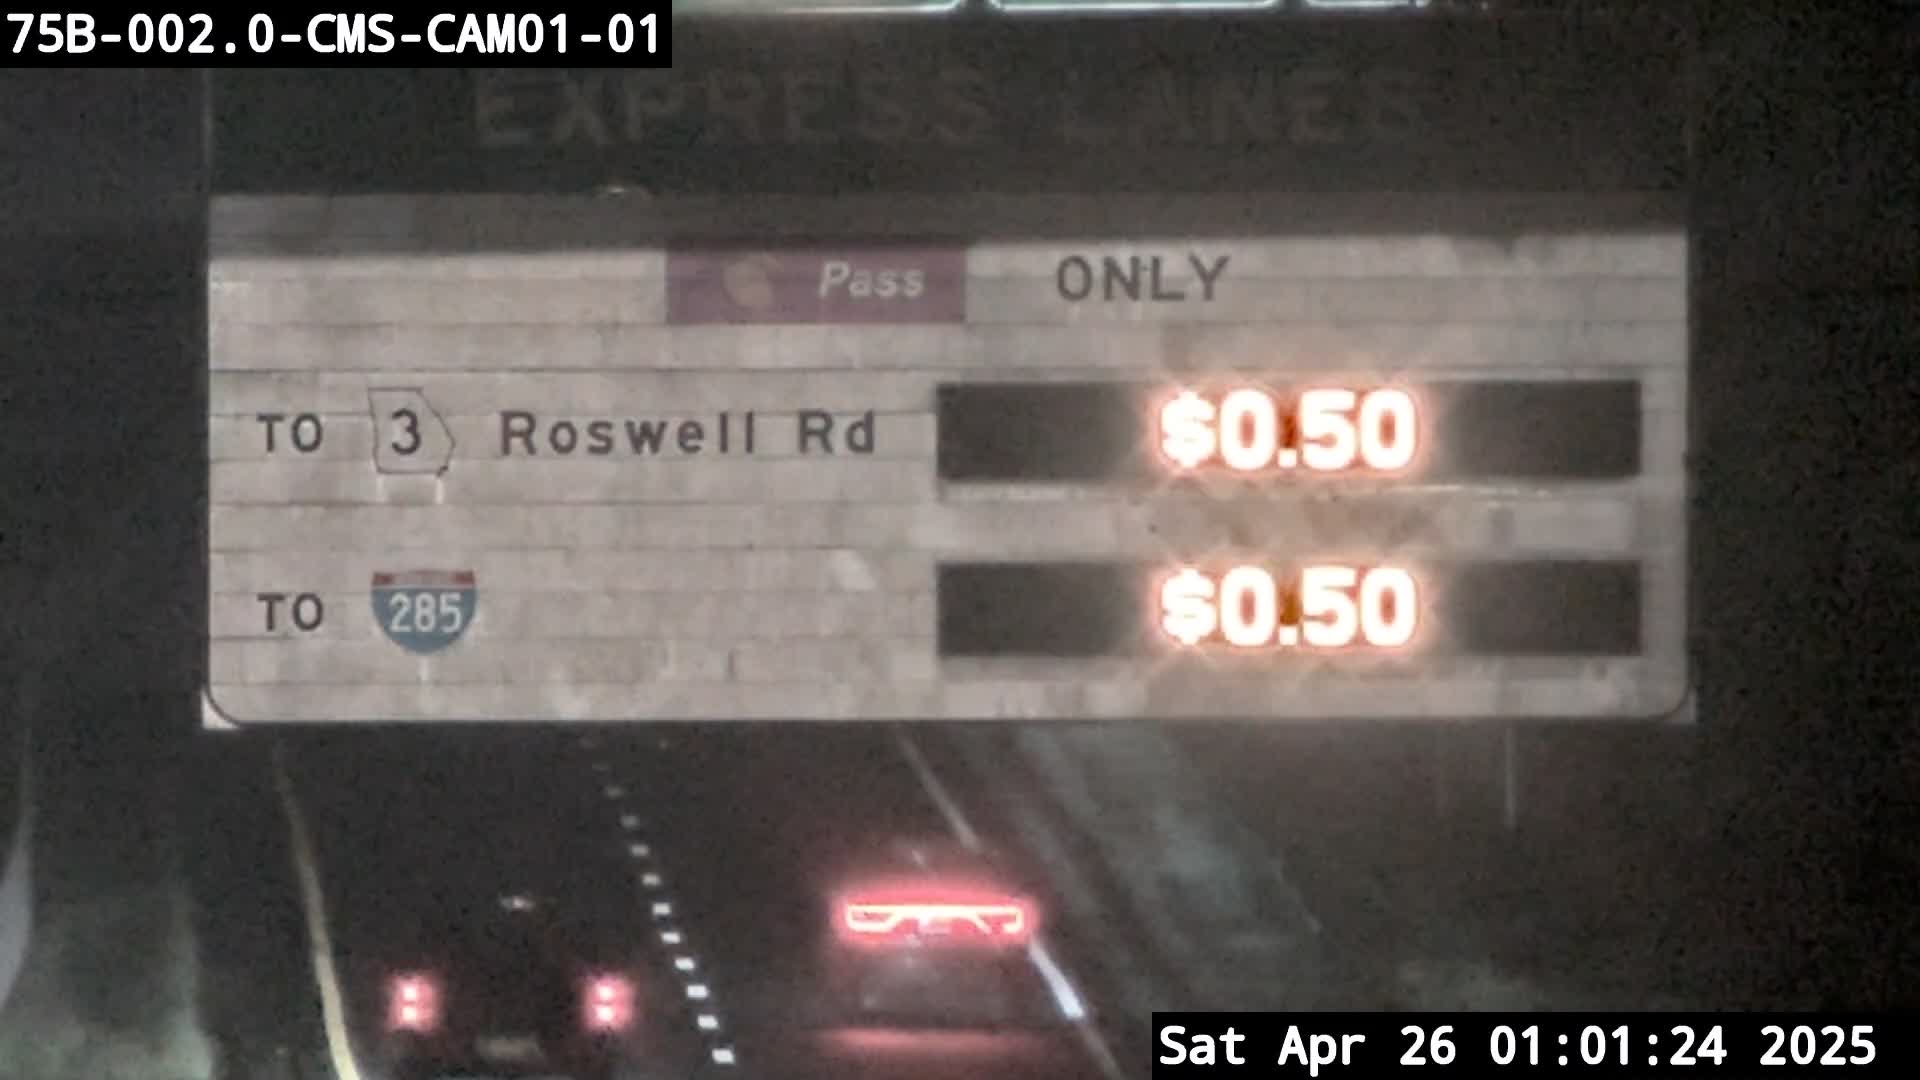 75B-002.0-CMS-CAM01-01
EXPRESS LANES
Pass ONLY
TO 3 Roswell Rd $0.50
TO 285 $0.50
Sat Apr 26 01:01:24 2025